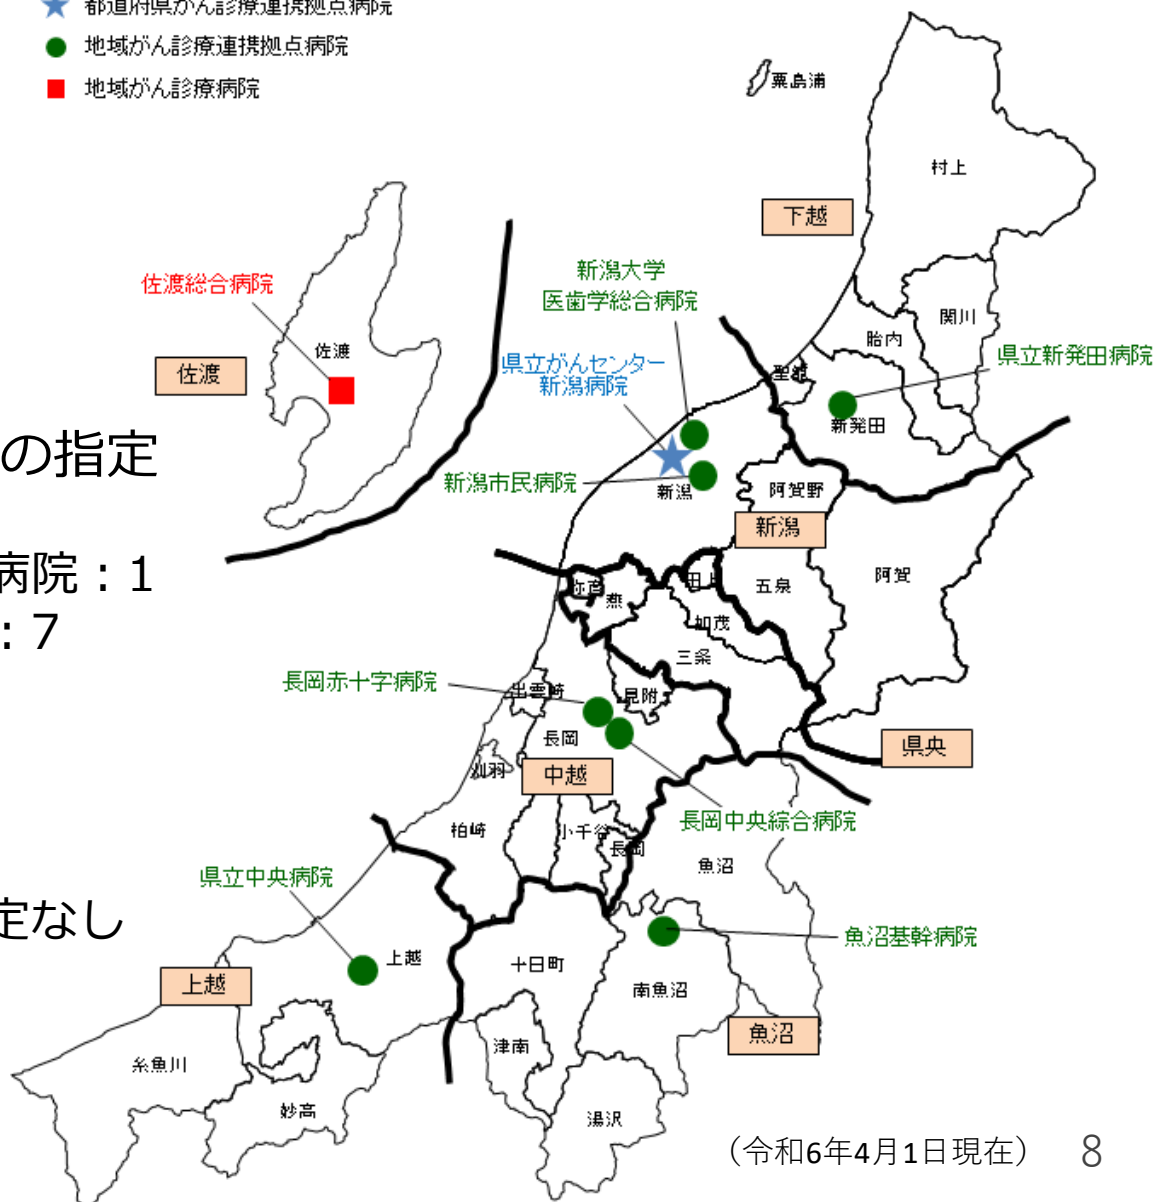 都道府県がん診療連携拠点病院
地域がん診療連携拠点病院
地域がん診療病院
粟島浦
村上
下越
新潟大学
医歯学総合病院
佐渡総合病院
関川
胎内
佐渡
県立がんセンター
新潟病院
県立新発田病院
佐渡
聖籠
新発田
の指定
新潟市民病院
新潟
阿賀野
新潟
病院：1
：7
弥彦
燕
田上
五泉
阿賀
加茂
三条
長岡赤十字病院
出雲崎
見附
長岡
県央
刈羽
中越
柏崎
小千谷
長岡
長岡中央綜合病院
魚沼
県立中央病院
定なし
魚沼基幹病院
上越
十日町
上越
南魚沼
魚沼
津南
糸魚川
妙高
湯沢
（令和6年4月1日現在）
8